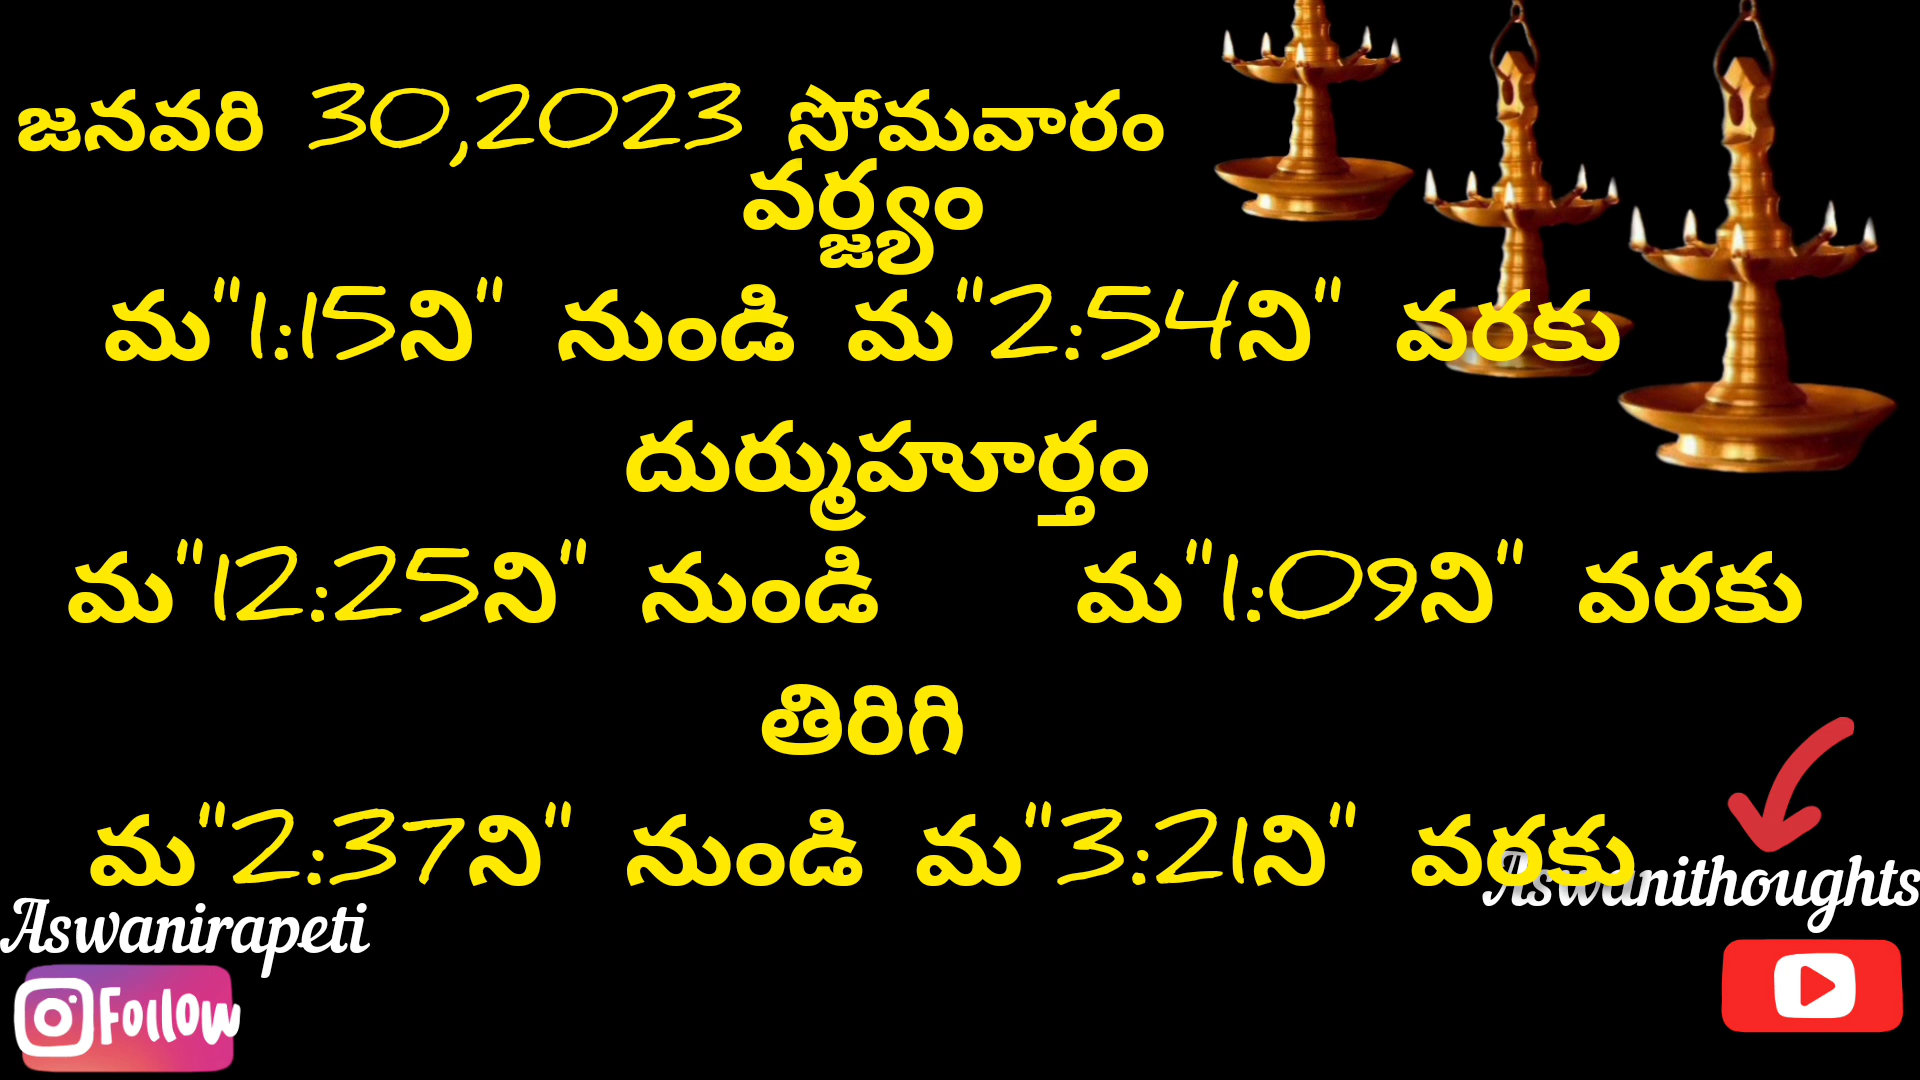 జనవరి 30,2023 సోమవారం
వర్జ్యం
మ"1:15ని" నుండి మ"2:54ని" వరకు
దుర్ముహూర్తం
మ"12:25ని" నుండి మ"1:09ని" వరకు
తిరిగి
మ"2:37ని" నుండి మ"3:21ని" వరకు
Aswanithoughts
Aswanirapeti
Follow